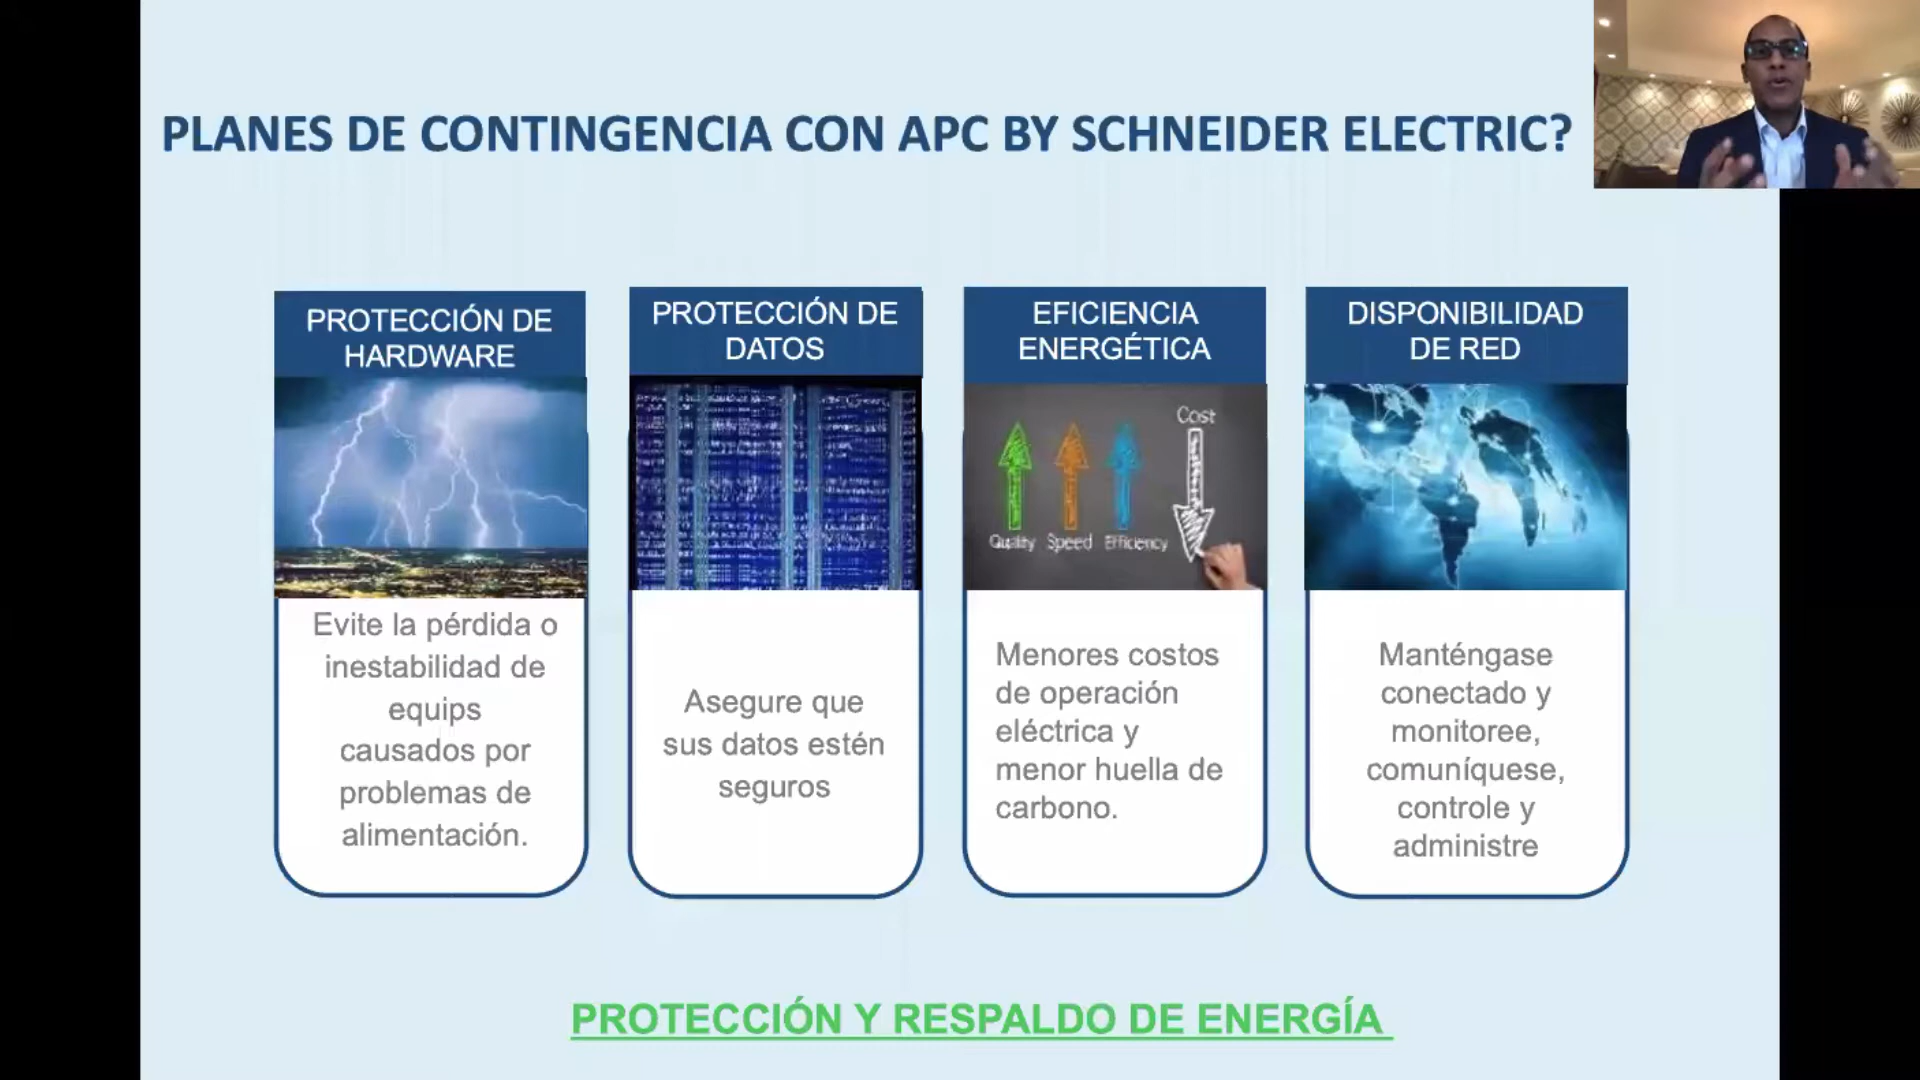 PLANES DE CONTINGENCIA CON APC BY SCHNEIDER ELECTRIC?
PROTECCIÓN DE
HARDWARE
Evite la pérdida o
inestabilidad de
equips
causados por
problemas de
alimentación.
PROTECCIÓN DE
DATOS
Asegure que
sus datos estén
seguros
EFICIENCIA
ENERGÉTICA
Cost
Quality Speed Efficiency
Menores costos
de operación
eléctrica y
menor huella de
carbono.
DISPONIBILIDAD
DE RED
Manténgase
conectado y
monitoree,
comuníquese,
controle y
administre
PROTECCIÓN Y RESPALDO DE ENERGÍA